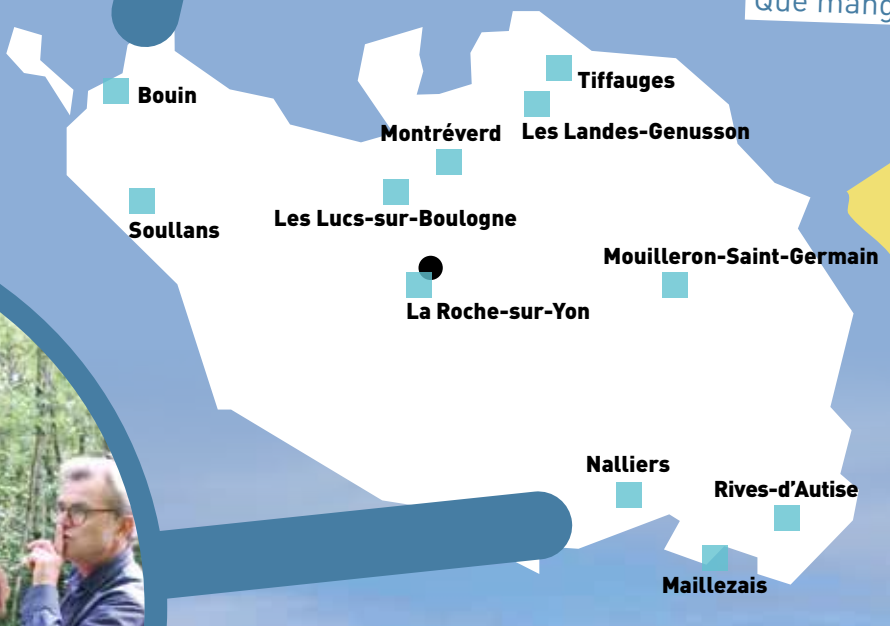 Que mang
Tiffauges
Bouin
Les Landes-Genusson
Montréverd
Les Lucs-sur-Boulogne
Soullans
Mouilleron-Saint-Germain
La Roche-sur-Yon
Nalliers
Rives-d'Autise
Maillezais